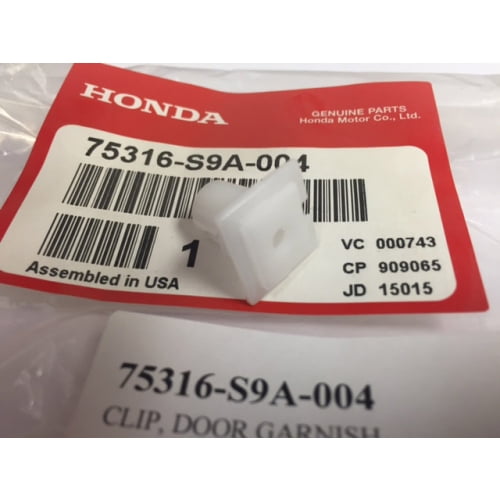 HONDA
GENUINE PARTS
Honda Motor Co., Ltd.
75316-S9A-004
1
VC 000743
CP 909065
JD 15015
Assembled in USA
75316-S9A-004
CLIP, DOOR GARNISH